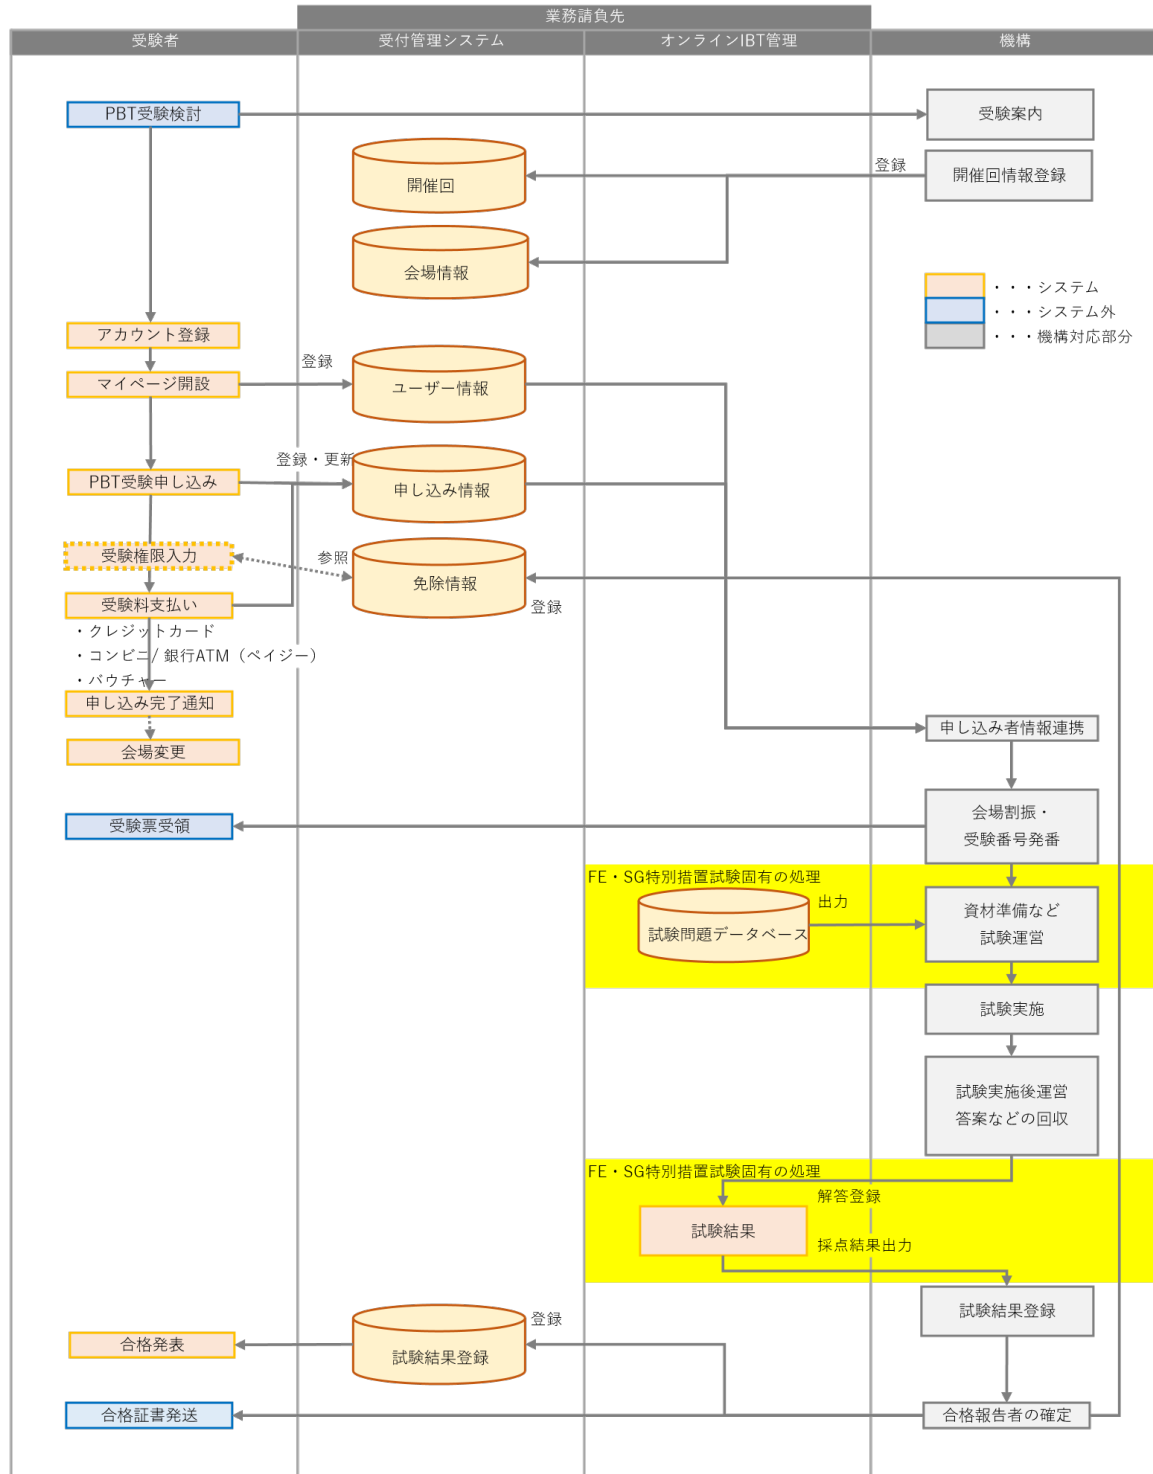 業務請負先
受験者
受付管理システム
オンラインIBT管理
機構
PBT受験検討
受験案内
開催回
登録
開催回情報登録
会場情報
・・・システム
・・・システム外
・・・機構対応部分
アカウント登録
マイページ開設
登録
ユーザー情報
登録・更新
PBT受験申し込み
申し込み情報
受験権限入力
参照
免除情報
登録
受験料支払い
・クレジットカード
・コンビニ/ 銀行ATM（ペイジー）
・バウチャー
申し込み完了通知
会場変更
申し込み者情報連携
会場割振・
受験番号発番
受験票受領
FE・SG特別措置試験固有の処理
試験問題データベース
出力
資材準備など
試験運営
試験実施
試験実施後運営
答案などの回収
FE・SG特別措置試験固有の処理
解答登録
試験結果
採点結果出力
試験結果登録
登録
合格発表
試験結果登録
合格証書発送
合格報告者の確定